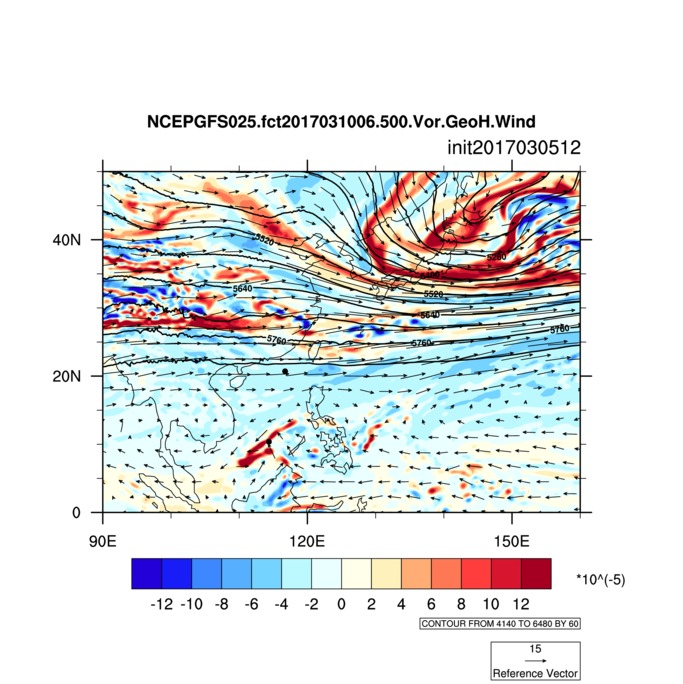 NCEPGFS025.fct2017031006.500.Vor.GeoH.Wind
init2017030512
40N
20N
0
90E 120E 150E
5520
5640
5760
5280
5400
5520
5640
5760
5760
-12 -10 -8 -6 -4 -2 0 2 4 6 8 10 12
*10^(-5)
CONTOUR FROM 4140 TO 6480 BY 60
15
Reference Vector